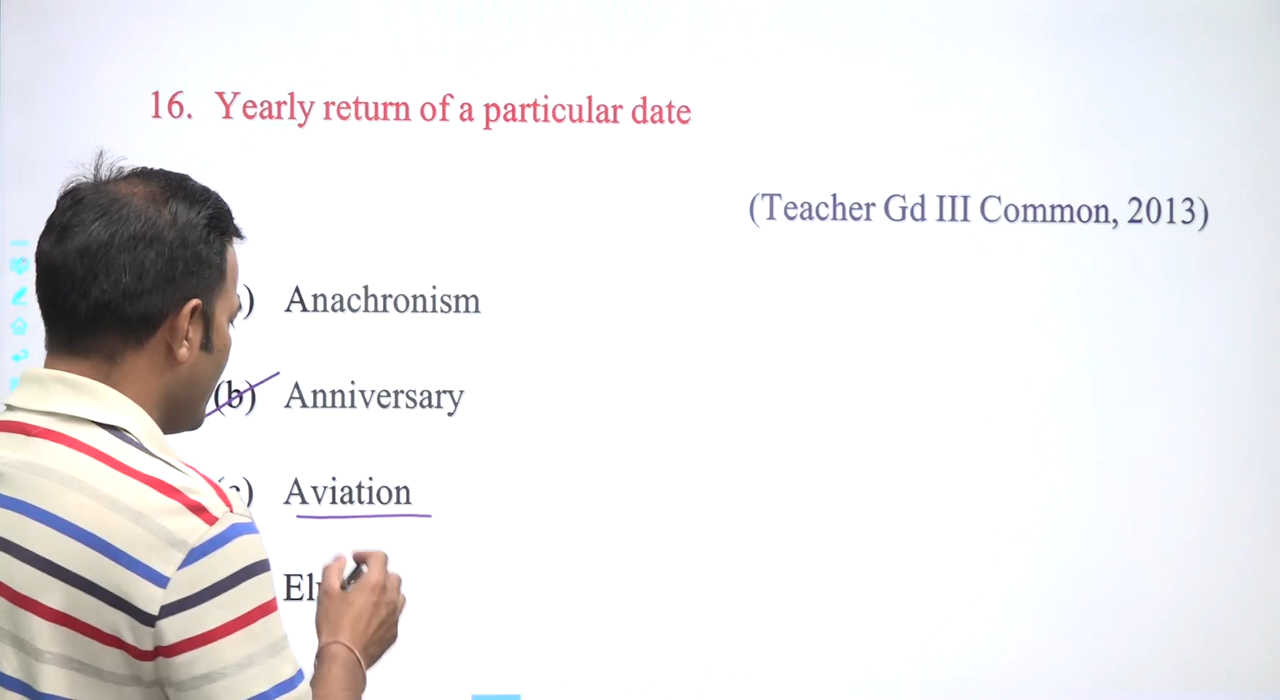 16. Yearly return of a particular date
(Teacher Gd III Common, 2013)
) Anachronism
(b) Anniversary
) Aviation